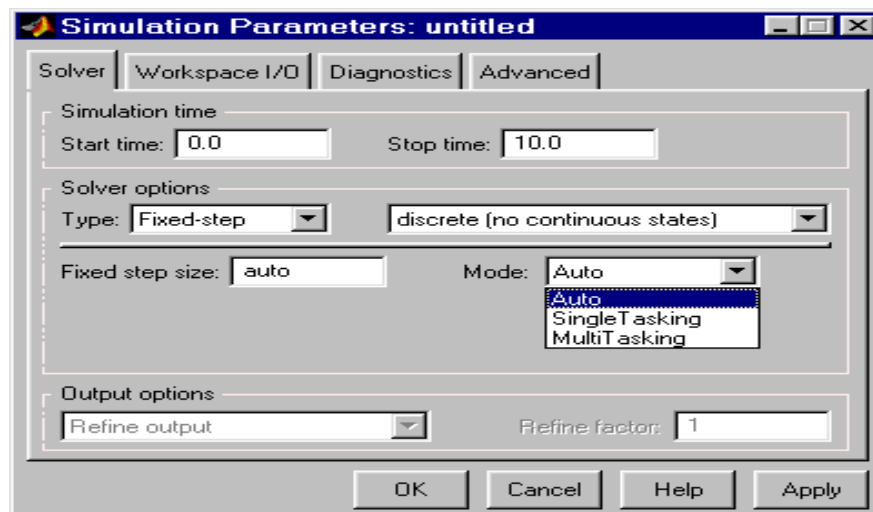 Simulation Parameters: untitled
Solver Workspace I/O Diagnostics Advanced
Simulation time
Start time: 0.0 Stop time: 10.0
Solver options
Type: Fixed-step discrete (no continuous states)
Fixed step size: auto Mode: Auto
Auto
SingleTasking
MultiTasking
Output options
Refine output Refine factor: 1
OK Cancel Help Apply